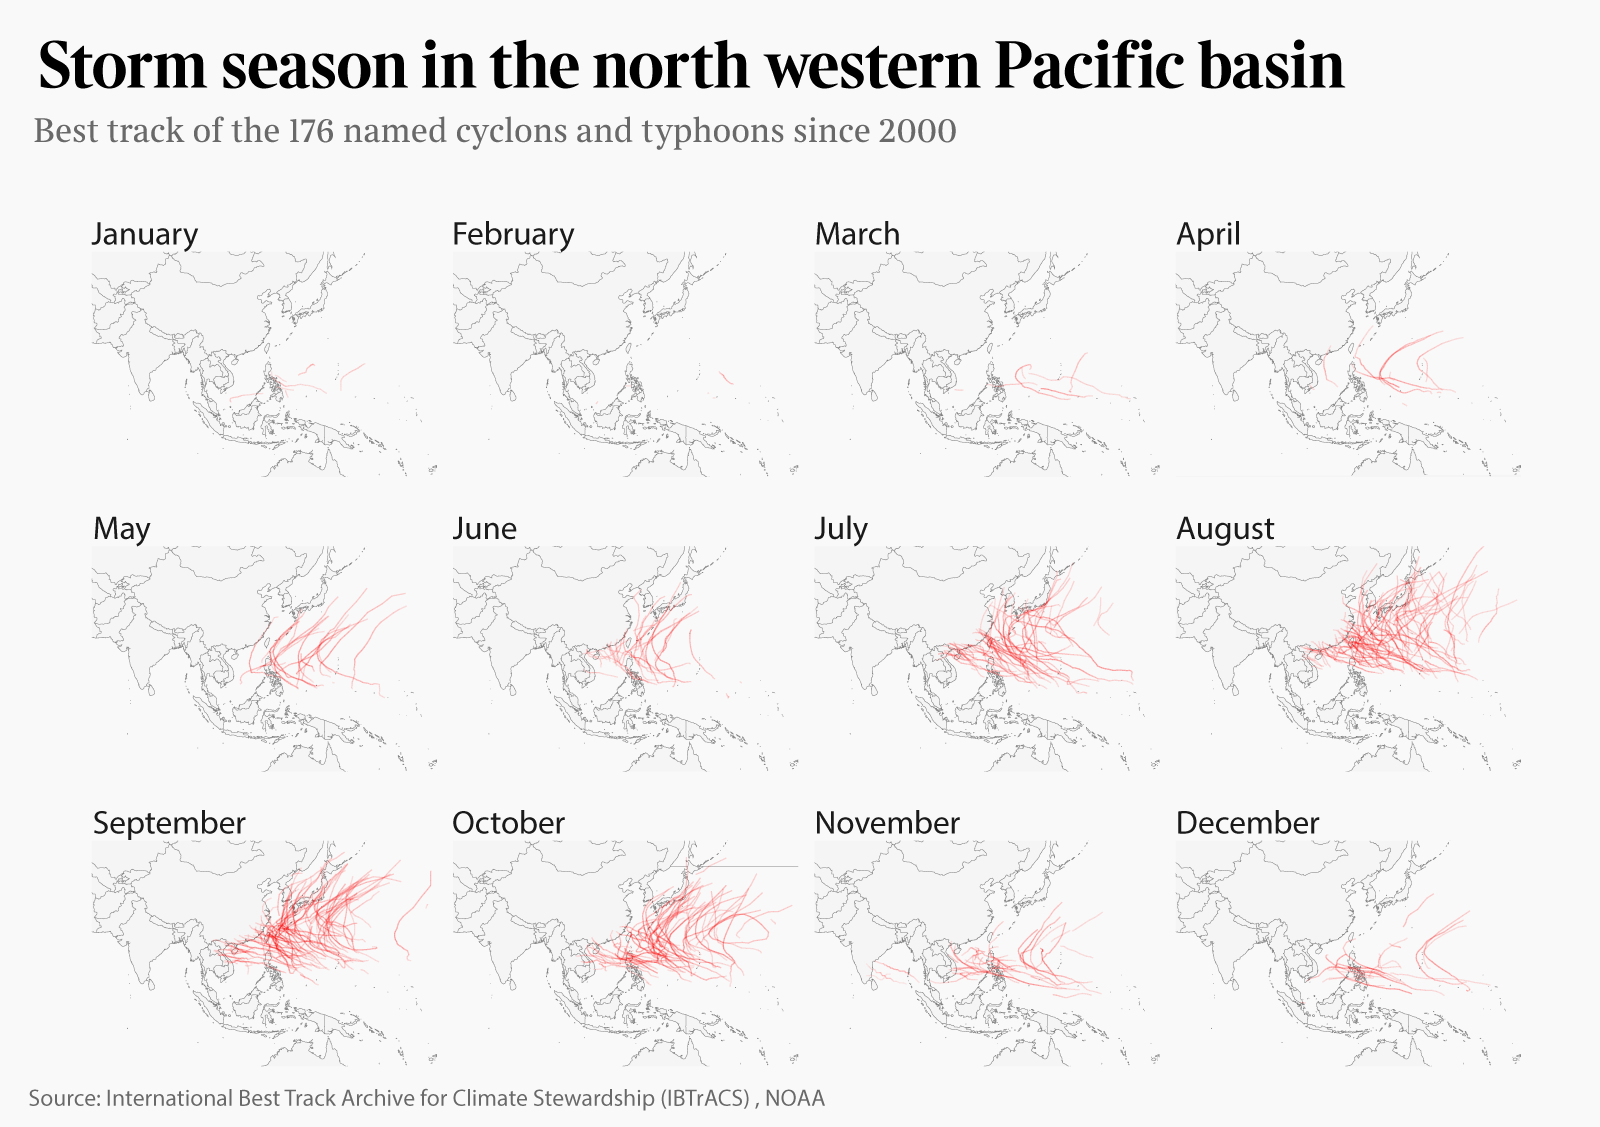 Storm season in the north western Pacific basin
Best track of the 176 named cyclons and typhoons since 2000
January
February
March
April
May
June
July
August
September
October
November
December
Source: International Best Track Archive for Climate Stewardship (IBTrACS) , NOAA